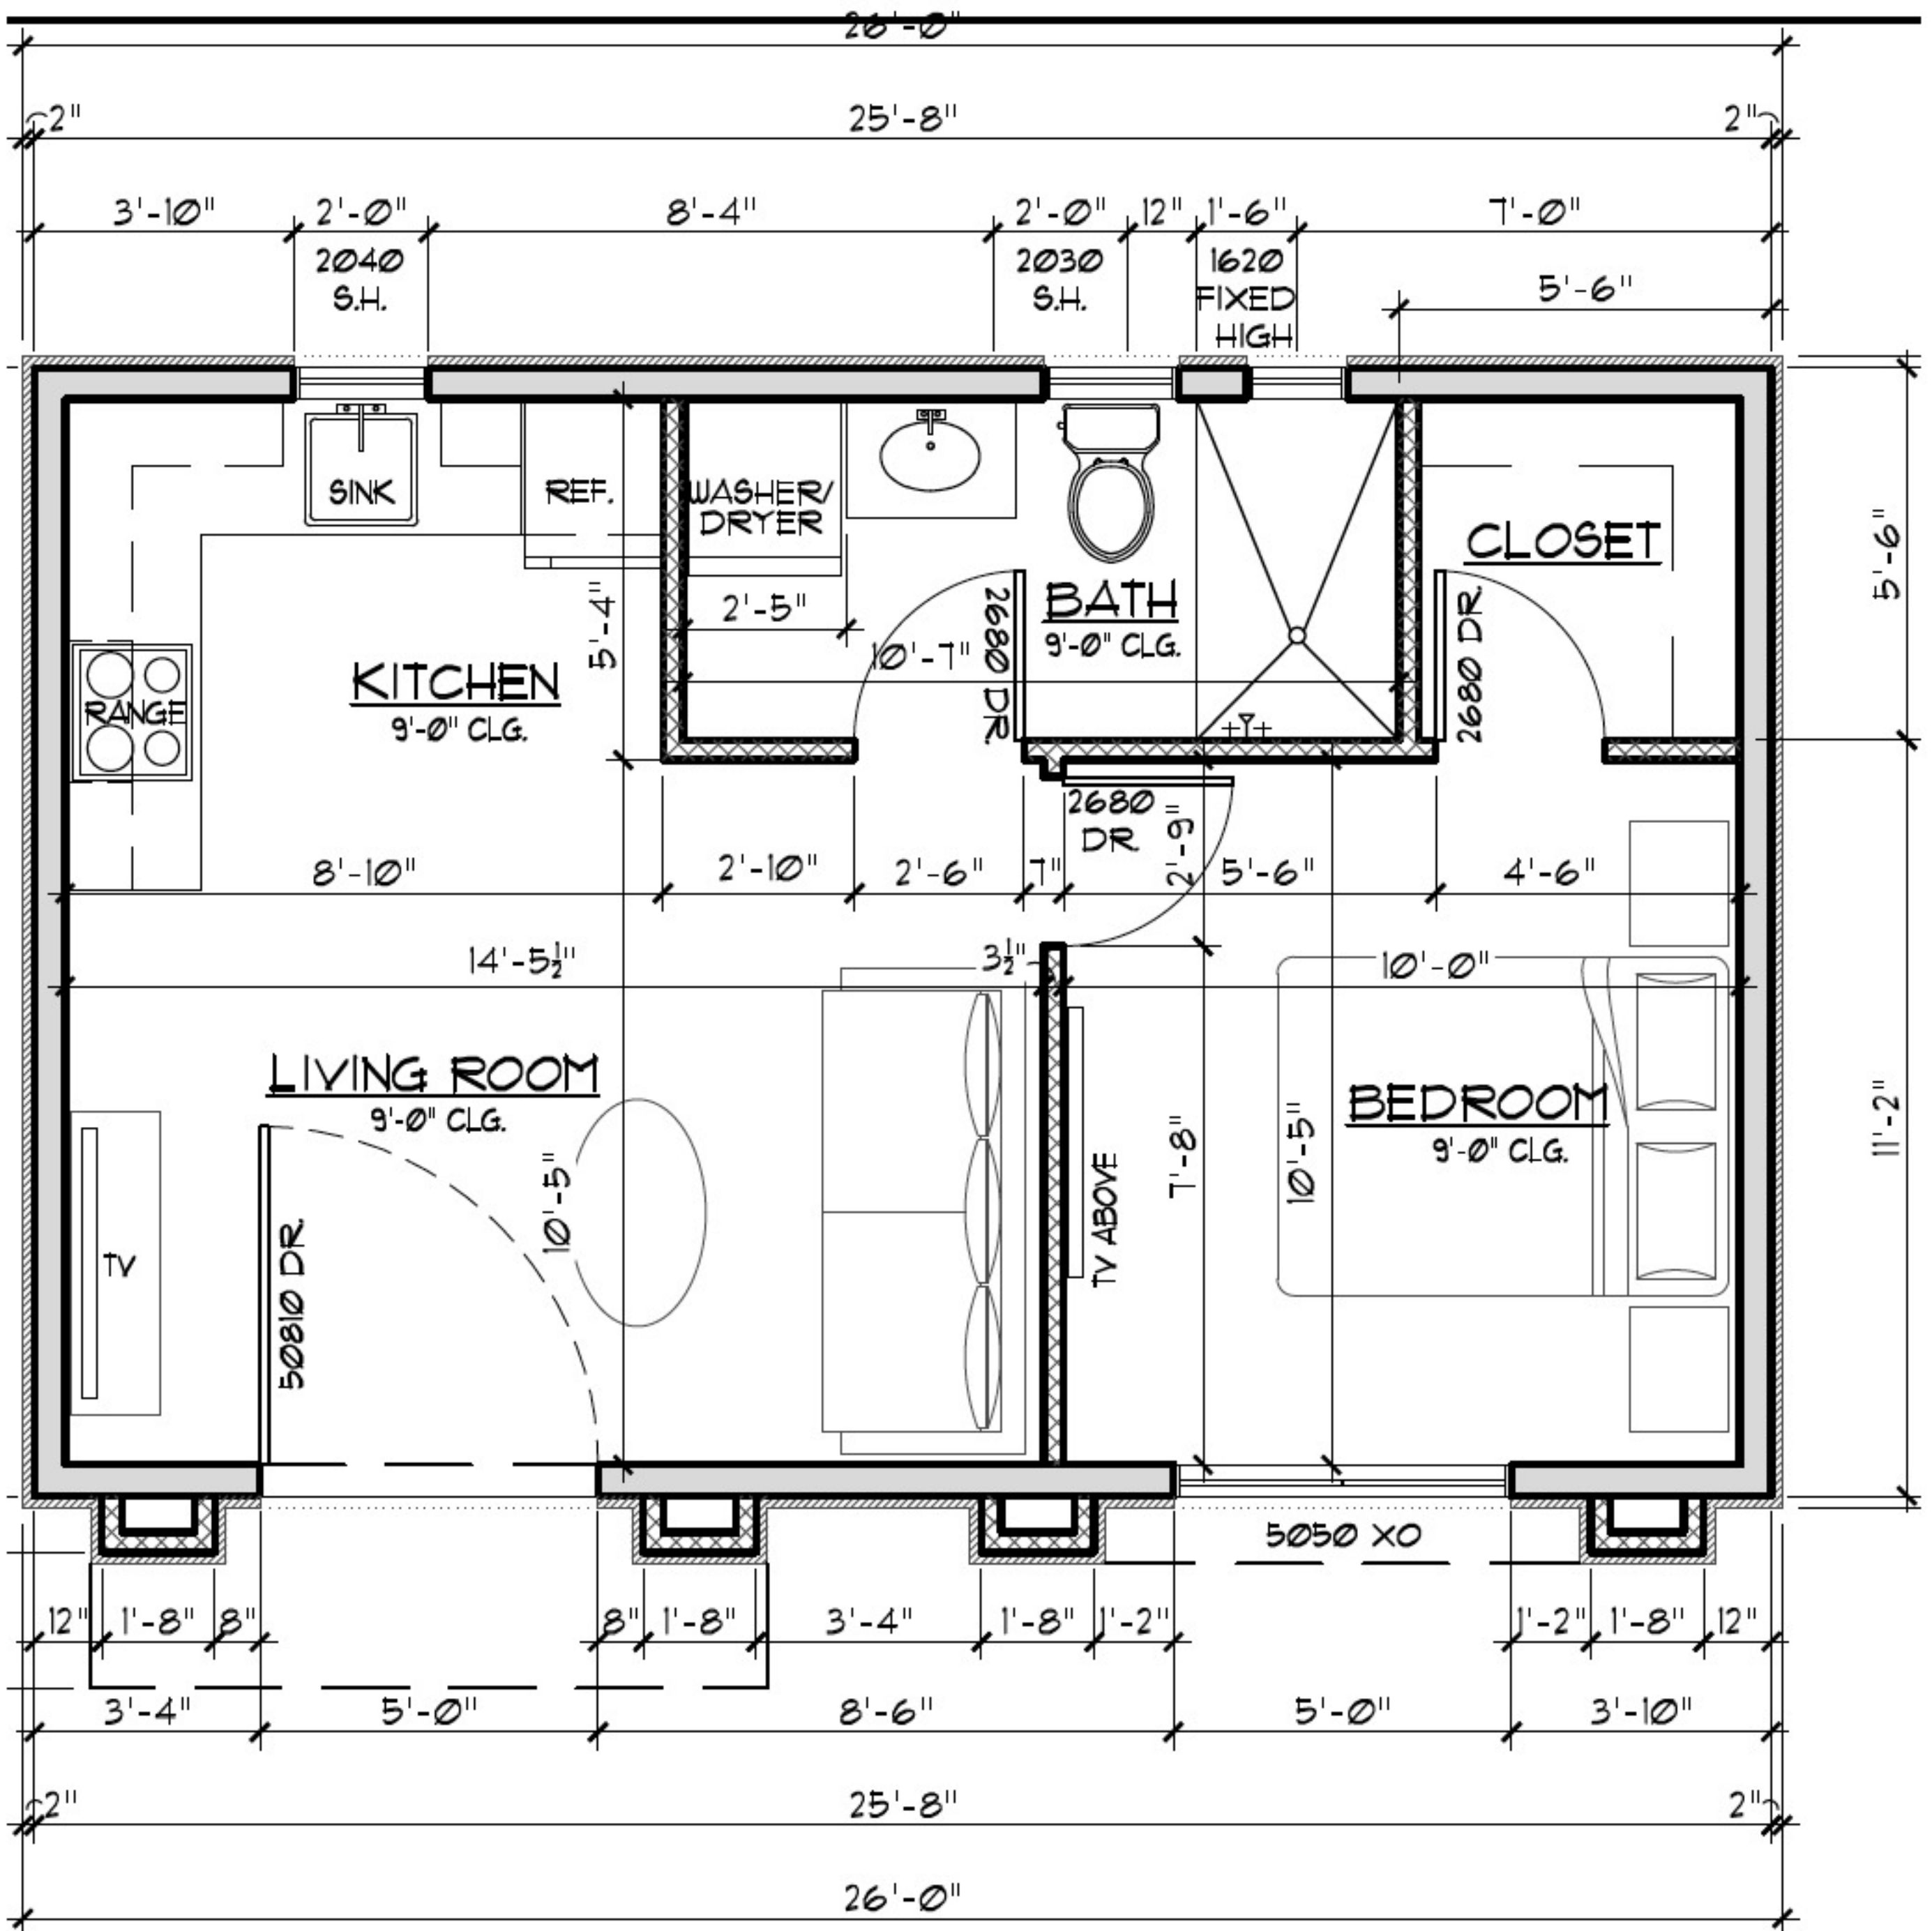 26'-0"
2" 25'-8" 2"
3'-10" 2'-0" 8'-4" 2'-0" 12" 1'-6" 7'-0"
2040 2030 1620
S.H. S.H. FIXED
HIGH
5'-6"
SINK REF. WASHER/
DRYER
CLOSET
5'-6"
5'-4"
2'-5"
2680 DR.
BATH
9'-0" CLG.
2680 DR.
10'-7"
KITCHEN
9'-0" CLG.
RANGE
2680
DR.
2'-9"
8'-10" 2'-10" 2'-6" 7" 5'-6" 4'-6"
14'-5½" 3½" 10'-0"
LIVING ROOM
9'-0" CLG.
BEDROOM
9'-0" CLG.
11'-2"
10'-5"
TV ABOVE
7'-8"
10'-5"
TV
50810 DR.
5050 XO
12" 1'-8" 8" 8" 1'-8" 3'-4" 1'-8" 1'-2" 1'-2" 1'-8" 12"
3'-4" 5'-0" 8'-6" 5'-0" 3'-10"
2" 25'-8" 2"
26'-0"